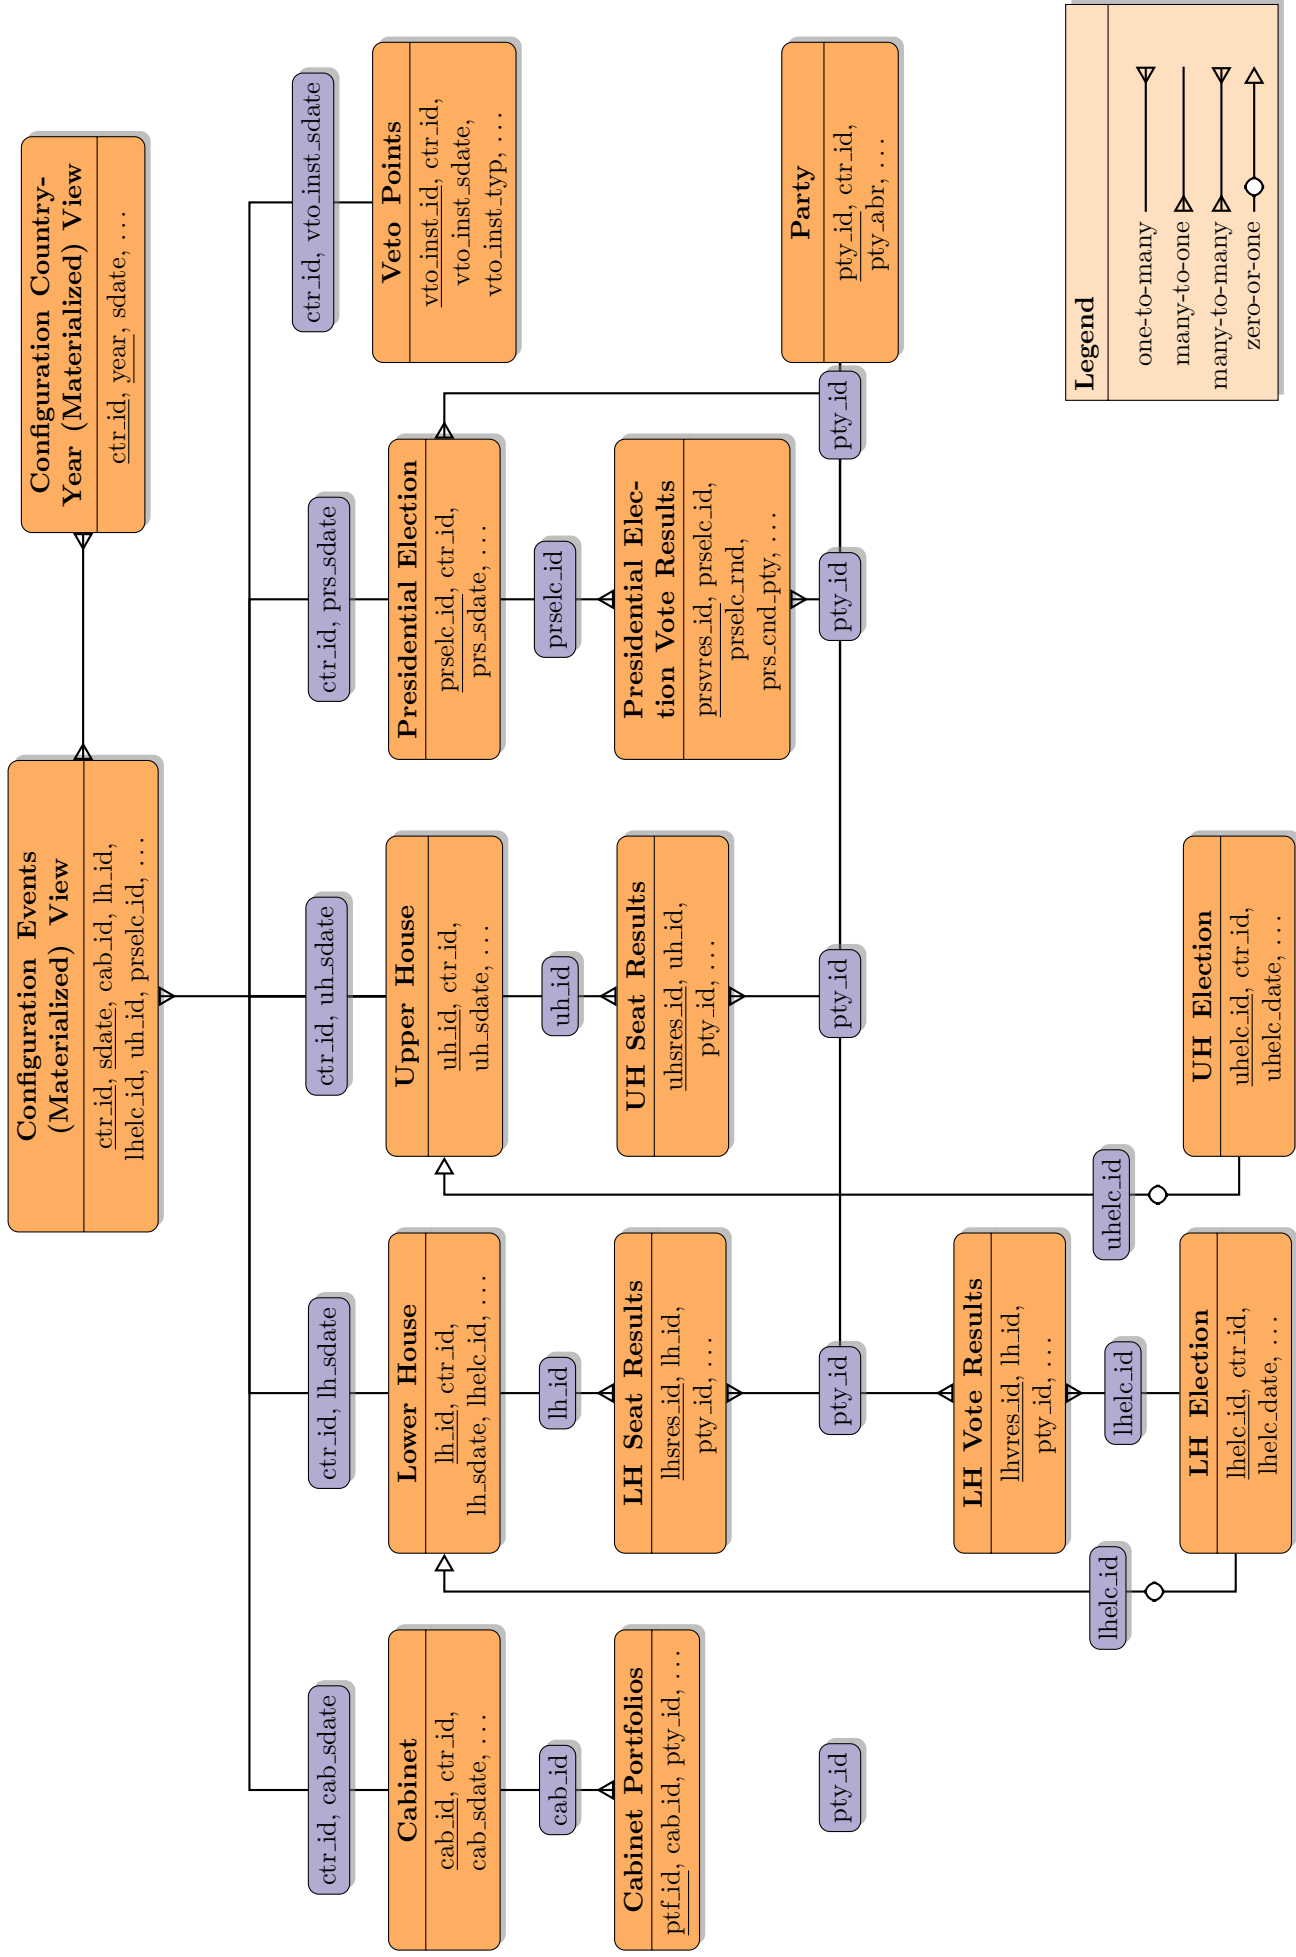 Configuration Events
(Materialized) View
ctr_id, sdate, cab_id, lh_id,
lhelc_id, uh_id, prselc_id, …
Configuration Country-
Year (Materialized) View
ctr_id, year, sdate, …
ctr_id, cab_sdate
ctr_id, lh_sdate
ctr_id, uh_sdate
ctr_id, prs_sdate
ctr_id, vto_inst_sdate
Cabinet
cab_id, ctr_id,
cab_sdate, …
Lower House
lh_id, ctr_id,
lh_sdate, lhelc_id, …
Upper House
uh_id, ctr_id,
uh_sdate, …
Presidential Election
prselc_id, ctr_id,
prs_sdate, …
Veto Points
vto_inst_id, ctr_id,
vto_inst_sdate,
vto_inst_typ, …
cab_id
lh_id
uh_id
prselc_id
Cabinet Portfolios
ptf_id, cab_id, pty_id, …
LH Seat Results
lhsres_id, lh_id,
pty_id, …
UH Seat Results
uhsres_id, uh_id,
pty_id, …
Presidential Elec-
tion Vote Results
prsvres_id, prselc_id,
prselc_rnd,
prs_cnd_pty, …
Party
pty_id, ctr_id,
pty_abr, …
pty_id
pty_id
pty_id
pty_id
pty_id
LH Vote Results
lhvres_id, lh_id,
pty_id, …
lhelc_id
lhelc_id
uhelc_id
LH Election
lhelc_id, ctr_id,
lhelc_date, …
UH Election
uhelc_id, ctr_id,
uhelc_date, …
Legend
one-to-many
many-to-one
many-to-many
zero-or-one